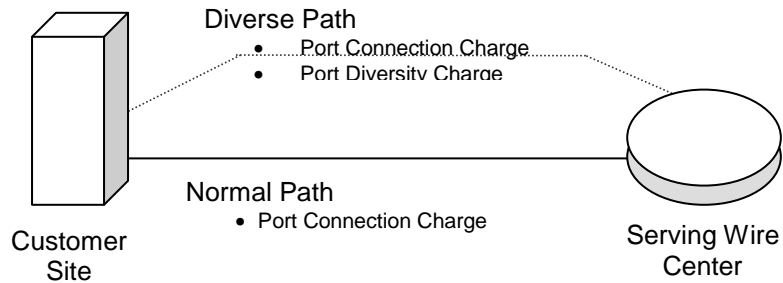 Diverse Path
• Port Connection Charge
• Port Diversity Charge
Normal Path
• Port Connection Charge
Customer
Site
Serving Wire
Center